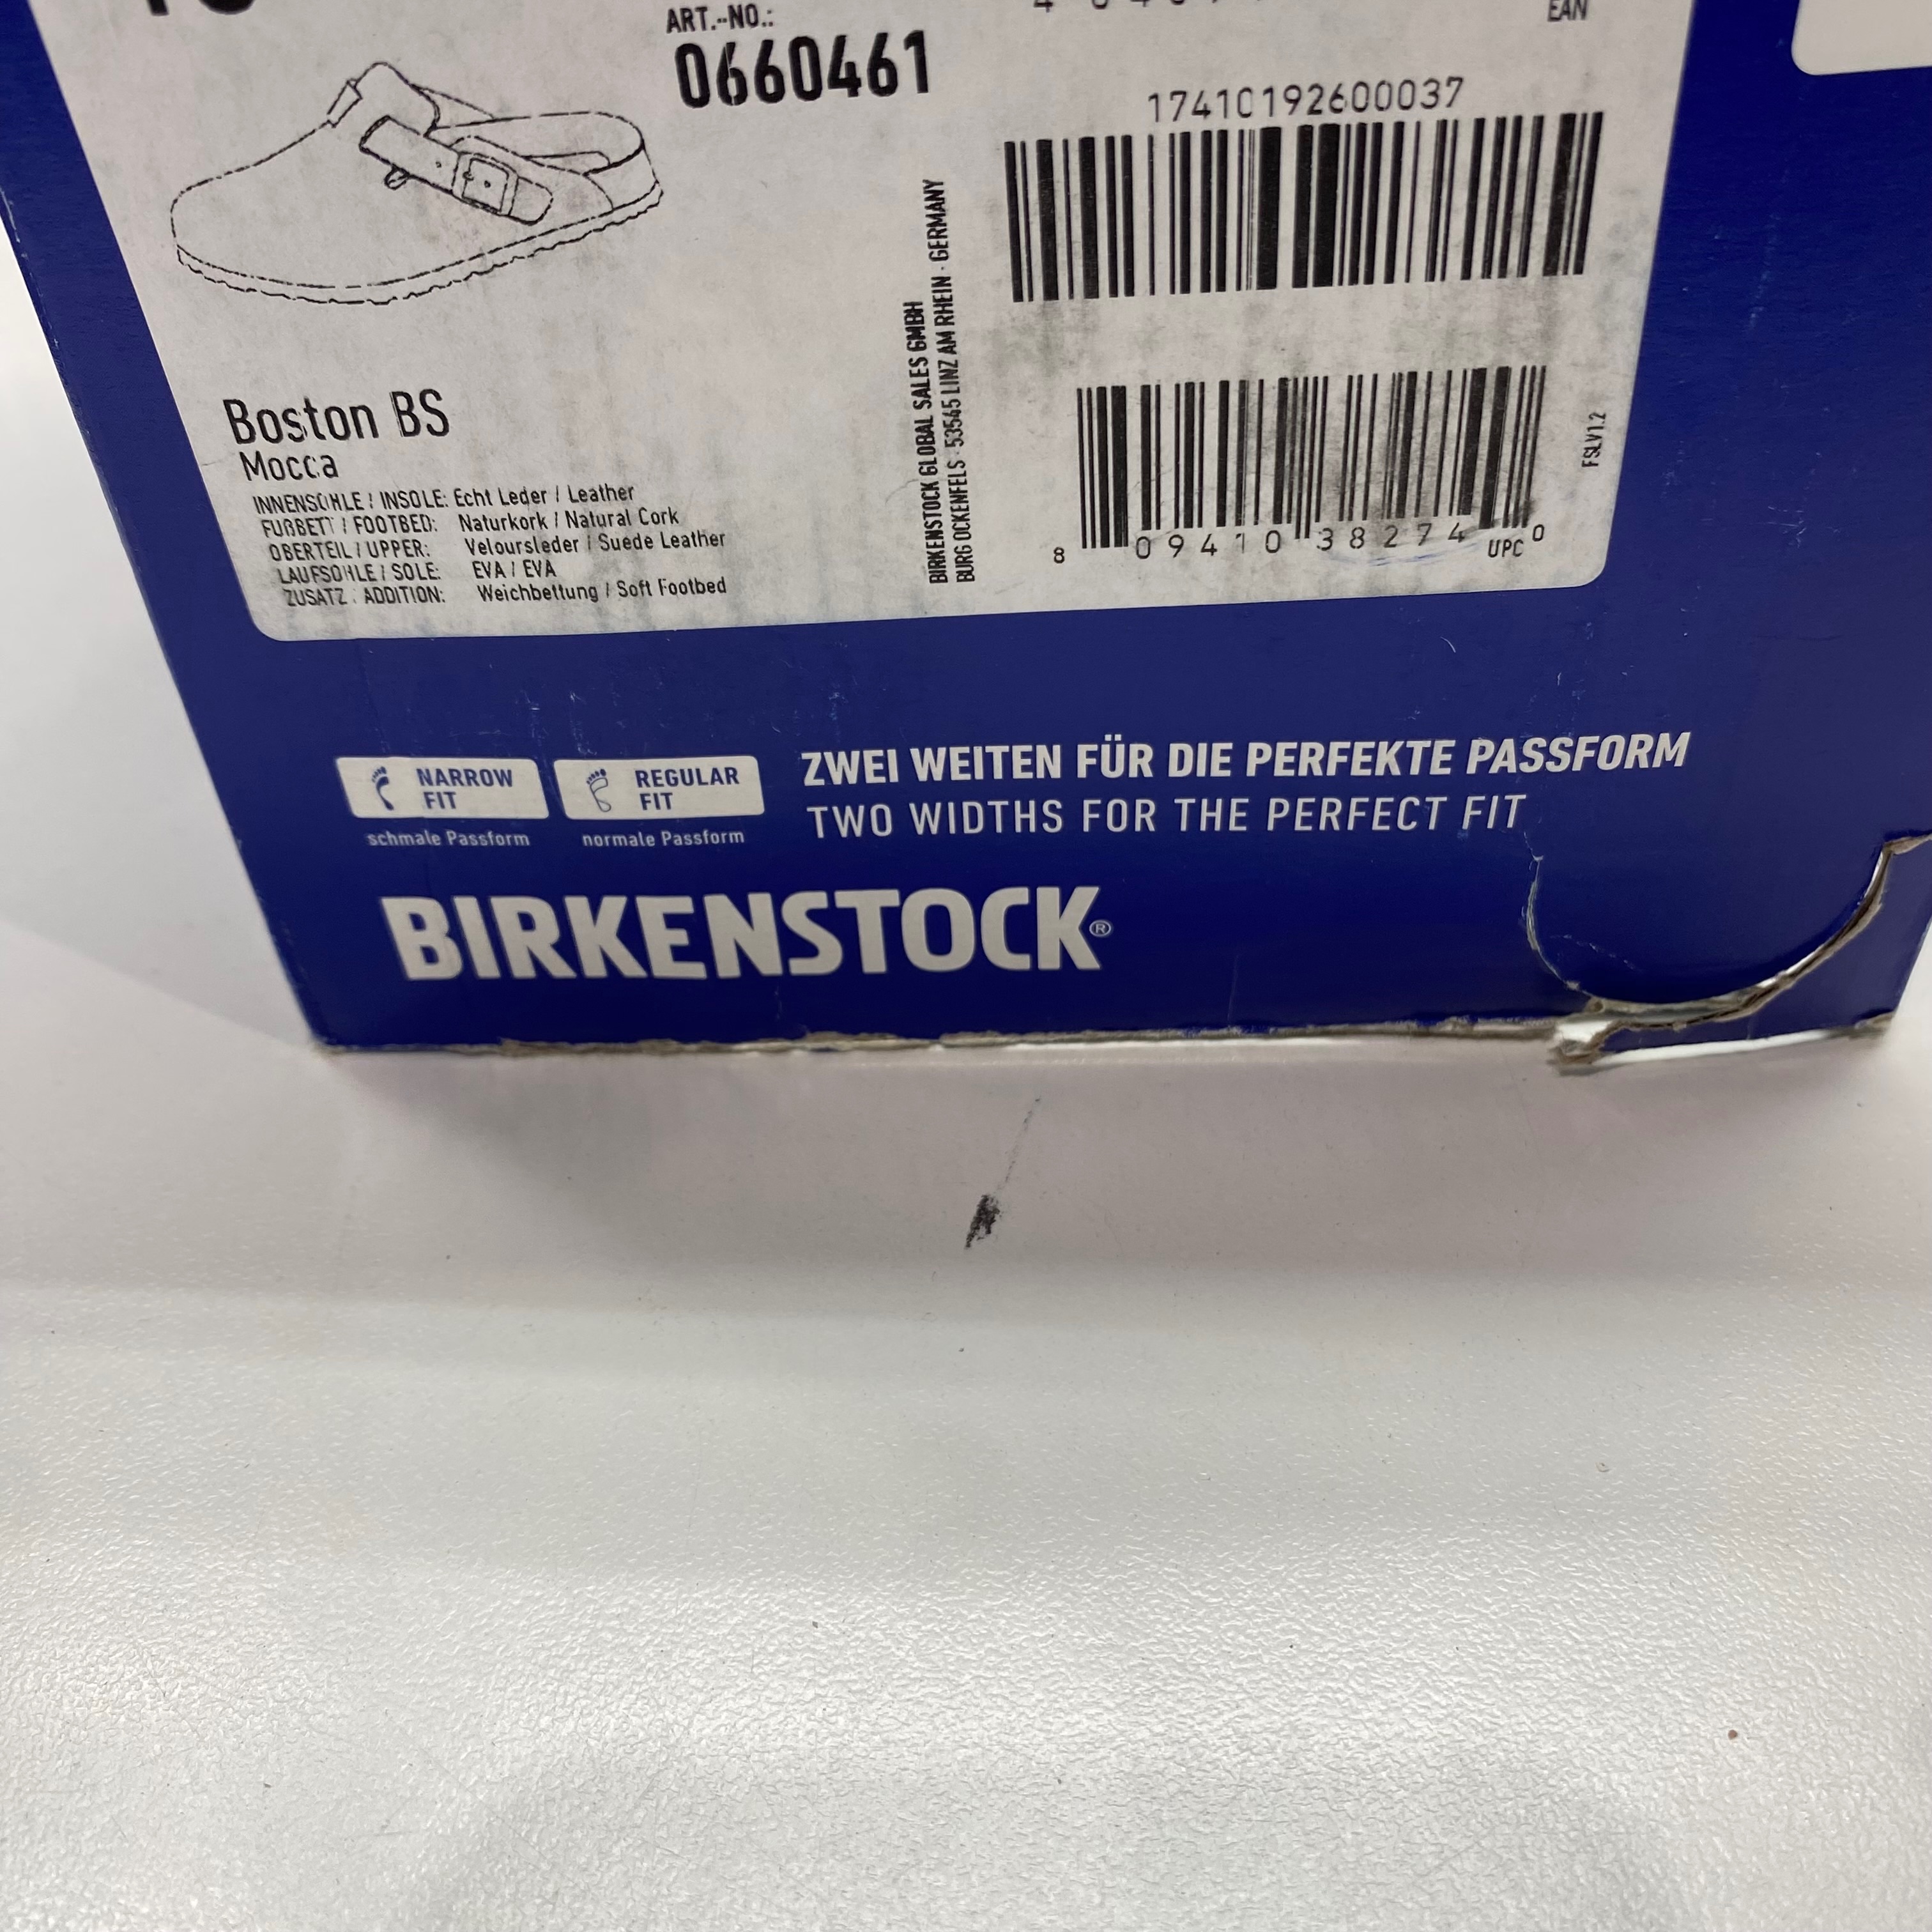 ART.-NO.:
0660461
EAN
17410192600037
BIRKENSTOCK GLOBAL SALES GMBH
BURG OCKENFELS · 53545 LINZ AM RHEIN · GERMANY
8 09410 38274 0
UPC
FSLV1.2
Boston BS
Mocca
INNENSOHLE / INSOLE: Echt Leder / Leather
FUßBETT / FOOTBED: Naturkork / Natural Cork
OBERTEIL / UPPER: Veloursleder / Suede Leather
LAUFSOHLE / SOLE: EVA / EVA
ZUSATZ / ADDITION: Weichbettung / Soft Footbed
NARROW FIT
schmale Passform
REGULAR FIT
normale Passform
ZWEI WEITEN FÜR DIE PERFEKTE PASSFORM
TWO WIDTHS FOR THE PERFECT FIT
BIRKENSTOCK®